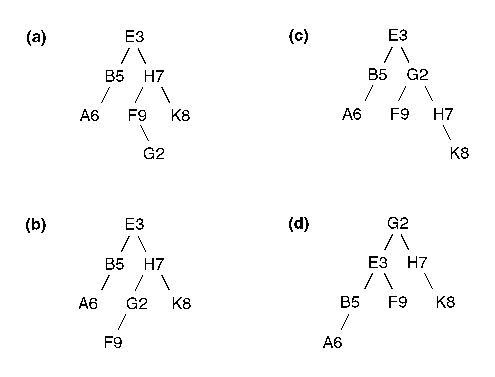 (a)
E3
B5 H7
A6 F9 K8
G2
(c)
E3
B5 G2
A6 F9 H7
K8
(b)
E3
B5 H7
A6 G2 K8
F9
(d)
G2
E3 H7
B5 F9 K8
A6